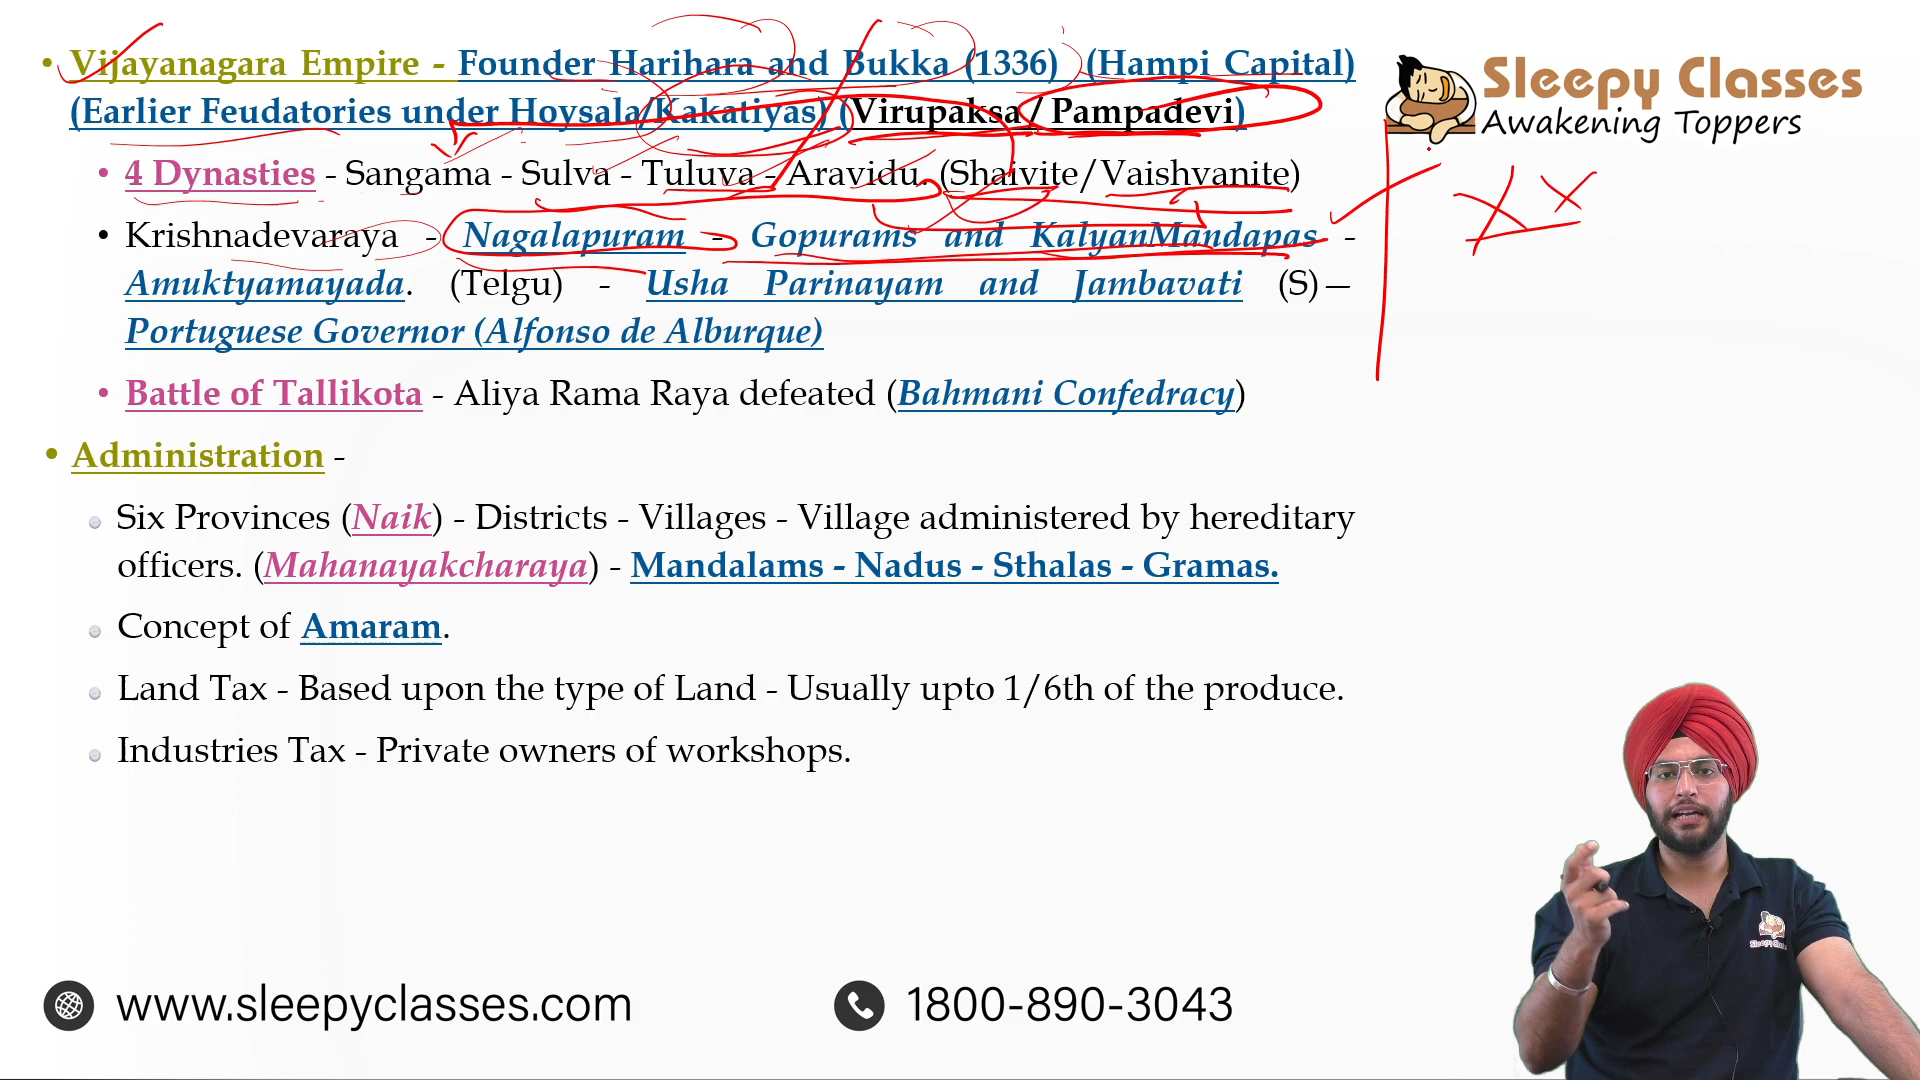 • Vijayanagara Empire - Founder Harihara and Bukka (1336) (Hampi Capital)
(Earlier Feudatories under Hoysala/Kakatiyas) (Virupaksa / Pampadevi)
• 4 Dynasties - Sangama - Sulva - Tuluva - Aravidu. (Shaivite/Vaishvanite)
• Krishnadevaraya - Nagalapuram - Gopurams and KalyanMandapas -
Amuktyamayada. (Telgu) - Usha Parinayam and Jambavati (S)—
Portuguese Governor (Alfonso de Alburque)
• Battle of Tallikota - Aliya Rama Raya defeated (Bahmani Confedracy)
• Administration -
Six Provinces (Naik) - Districts - Villages - Village administered by hereditary
officers. (Mahanayakcharaya) - Mandalams - Nadus - Sthalas - Gramas.
Concept of Amaram.
Land Tax - Based upon the type of Land - Usually upto 1/6th of the produce.
Industries Tax - Private owners of workshops.
Sleepy Classes
Awakening Toppers
www.sleepyclasses.com
1800-890-3043